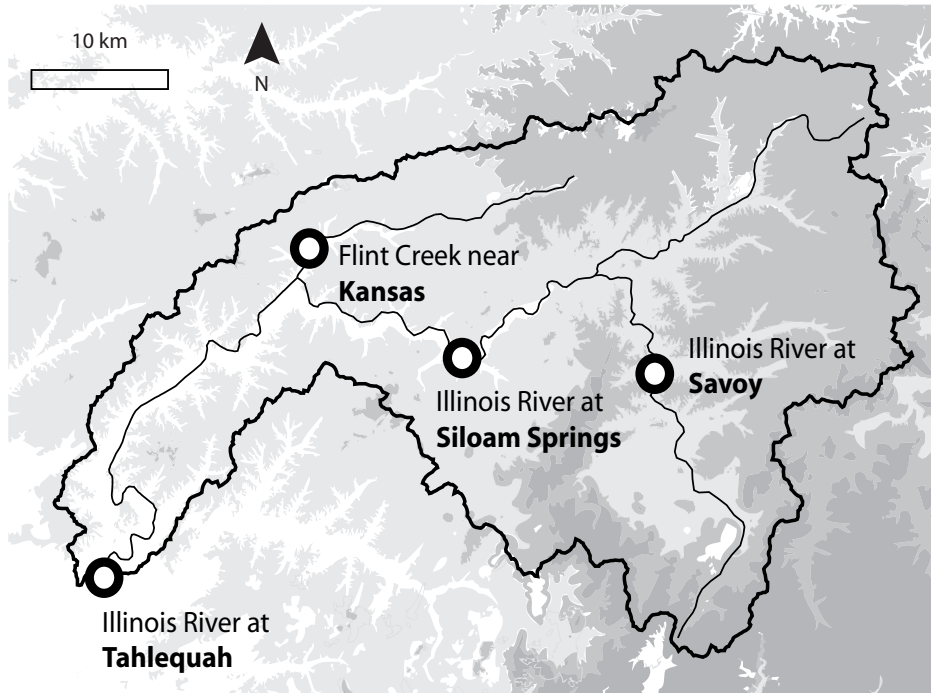 10 km
N
Flint Creek near
Kansas
Illinois River at
Savoy
Illinois River at
Siloam Springs
Illinois River at
Tahlequah